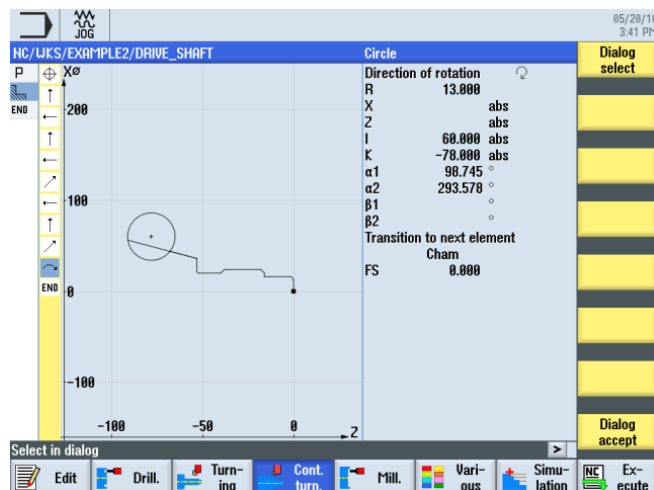 JOG
05/20/1
3:41 PM
NC/WKS/EXAMPLE2/DRIVE_SHAFT
Circle
Dialog
select
P
END
END
XØ
200
100
0
-100
-100
-50
0
Z
Direction of rotation
R 13.000
X abs
Z abs
I 60.000 abs
K -78.000 abs
α1 98.745 °
α2 293.578 °
β1 °
β2 °
Transition to next element
Cham
FS 0.000
Dialog
accept
Select in dialog
>
Edit
Drill.
Turn-
ing
Cont.
turn.
Mill.
Vari-
ous
Simu-
lation
NC
Ex-
ecute